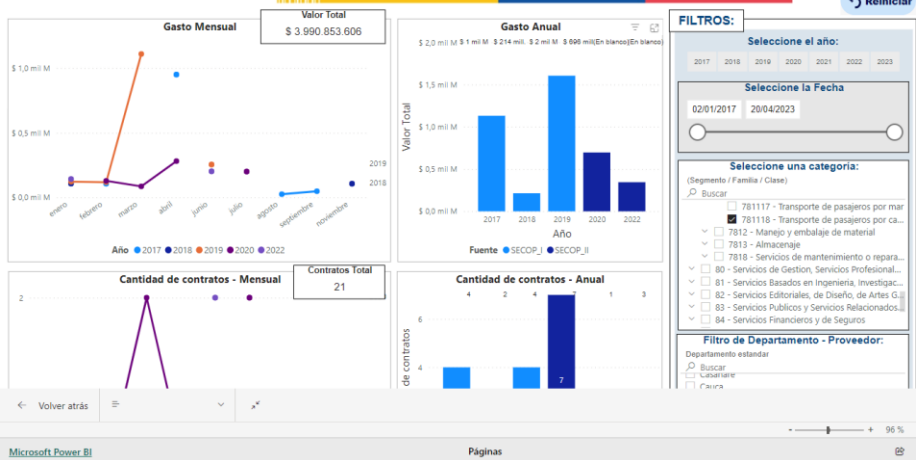 Reiniciar
Gasto Mensual
Valor Total
$ 3.990.853.606
$ 1,0 mil M
$ 0,5 mil M
$ 0,0 mil M
2019
2018
enero
febrero
marzo
abril
junio
julio
agosto
septiembre
noviembre
Año 2017 2018 2019 2020 2022
Gasto Anual
$ 2,0 mil M
$ 1 mil M $ 214 mill. $ 2 mil M $ 696 mill(En blanco)(En blanco)
$ 1,5 mil M
$ 1,0 mil M
$ 0,5 mil M
$ 0,0 mil M
Valor Total
2017 2018 2019 2020 2022
Año
Fuente SECOP_I SECOP_II
FILTROS:
Seleccione el año:
2017 2018 2019 2020 2021 2022 2023
Seleccione la Fecha
02/01/2017 20/04/2023
Seleccione una categoria:
(Segmento / Familia / Clase)
Buscar
781117 - Transporte de pasajeros por mar
781118 - Transporte de pasajeros por ca...
7812 - Manejo y embalaje de material
7813 - Almacenaje
7818 - Servicios de mantenimiento o repara...
80 - Servicios de Gestion, Servicios Profesional...
81 - Servicios Basados en Ingenieria, Investigac...
82 - Servicios Editoriales, de Diseño, de Artes G...
83 - Servicios Publicos y Servicios Relacionados...
84 - Servicios Financieros y de Seguros
Cantidad de contratos - Mensual
Contratos Total
21
2
Cantidad de contratos - Anual
4 2 4 7 1 3
6
4
de contratos
7
Filtro de Departamento - Proveedor:
Departamento estandar
Buscar
Casanare
Cauca
Volver atrás
96 %
Microsoft Power BI
Páginas